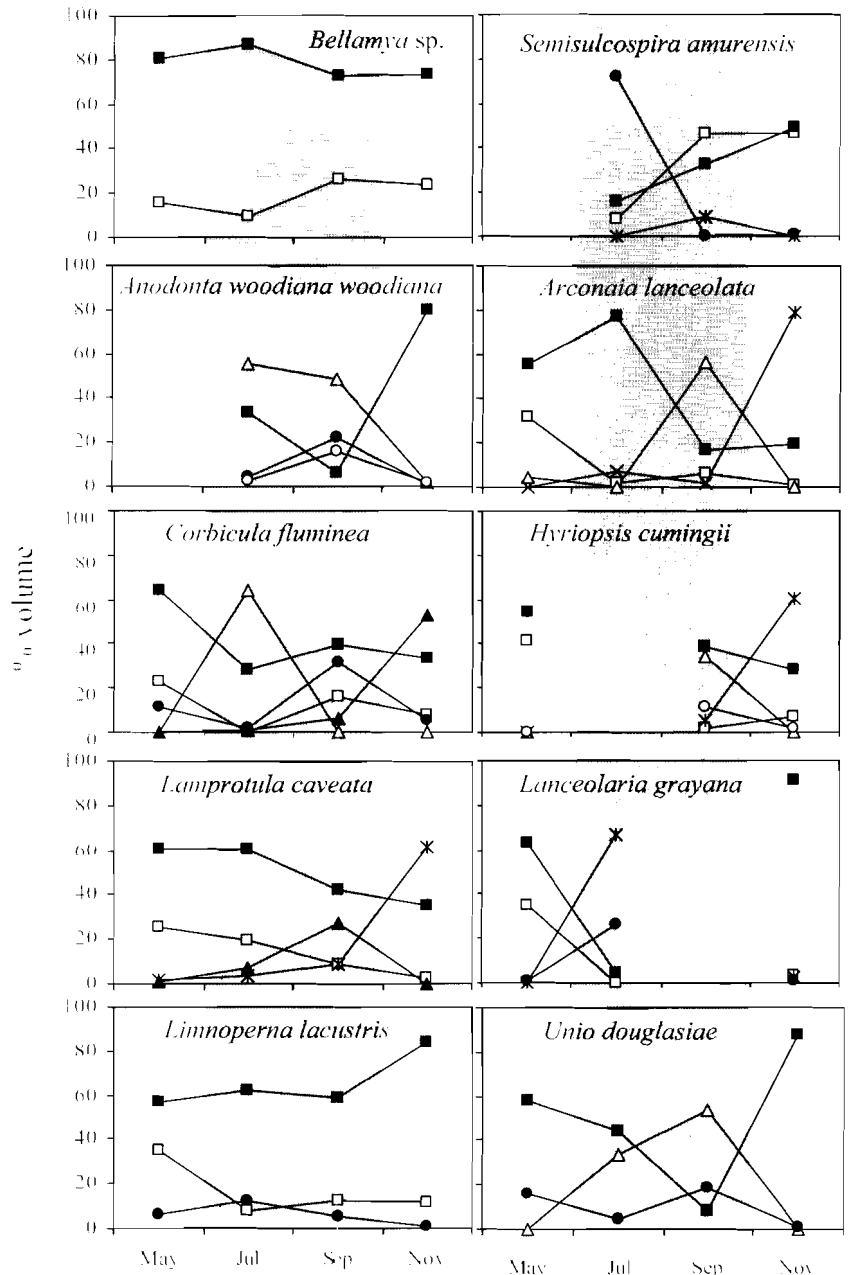 100
80
60
40
20
0
Bellamya sp.
Semisulcospira amurensis
100
80
60
40
20
0
Anodonta woodiana woodiana
Arconaia lanceolata
% volume
100
80
60
40
20
0
Corbicula fluminea
Hyriopsis cumingii
100
80
60
40
20
0
Lamprotula caveata
Lanceolaria grayana
100
80
60
40
20
0
Limnoperna lacustris
Unio douglasiae
May Jul Sep Nov May Jul Sep Nov